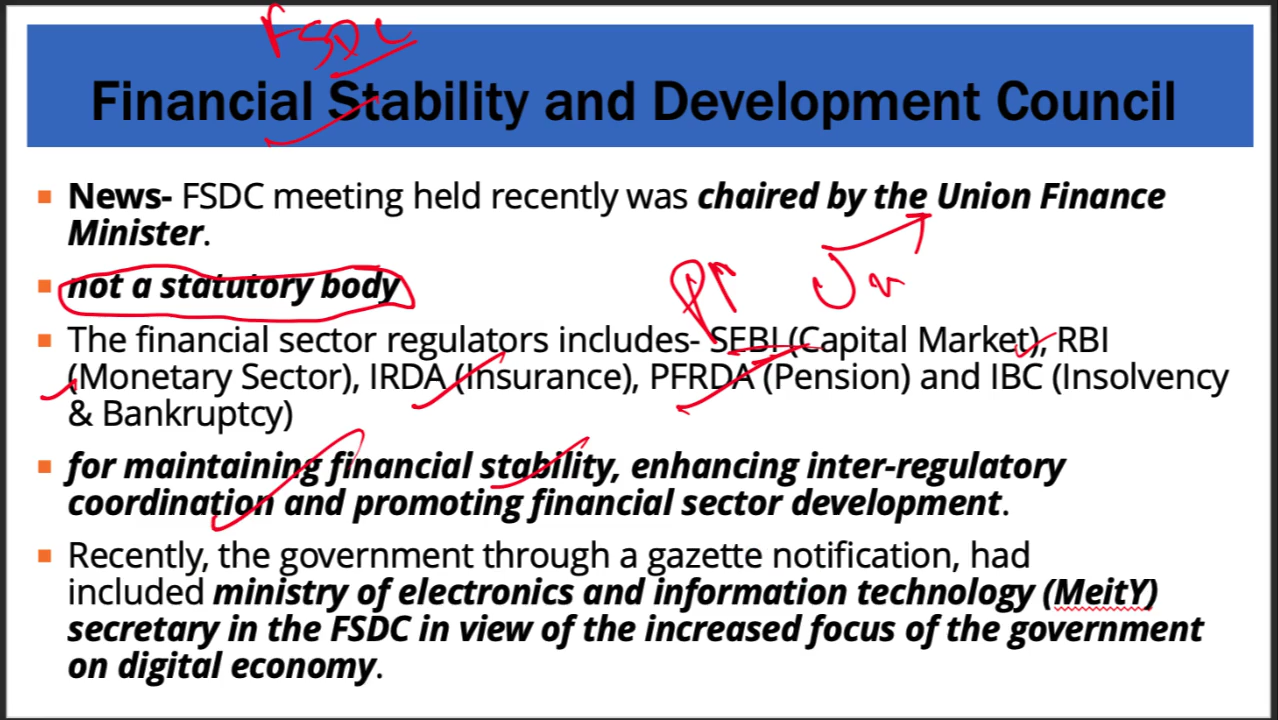 FSDC
Financial Stability and Development Council
News- FSDC meeting held recently was chaired by the Union Finance
Minister.
not a statutory body
The financial sector regulators includes- SEBI (Capital Market), RBI
(Monetary Sector), IRDA (Insurance), PFRDA (Pension) and IBC (Insolvency
& Bankruptcy)
for maintaining financial stability, enhancing inter-regulatory
coordination and promoting financial sector development.
Recently, the government through a gazette notification, had
included ministry of electronics and information technology (MeitY)
secretary in the FSDC in view of the increased focus of the government
on digital economy.